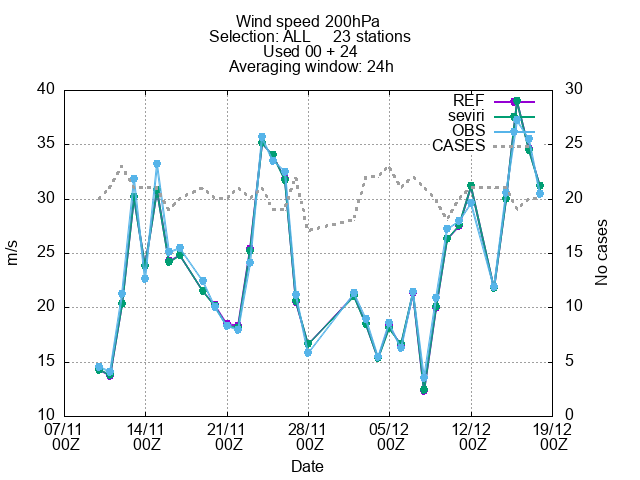 Wind speed 200hPa
Selection: ALL 23 stations
Used 00 + 24
Averaging window: 24h
40 30
REF
seviri
OBS
CASES
35 25
30 20
25 15
20 10
15 5
10 0
m/s
No cases
07/11 14/11 21/11 28/11 05/12 12/12 19/12
00Z 00Z 00Z 00Z 00Z 00Z 00Z
Date